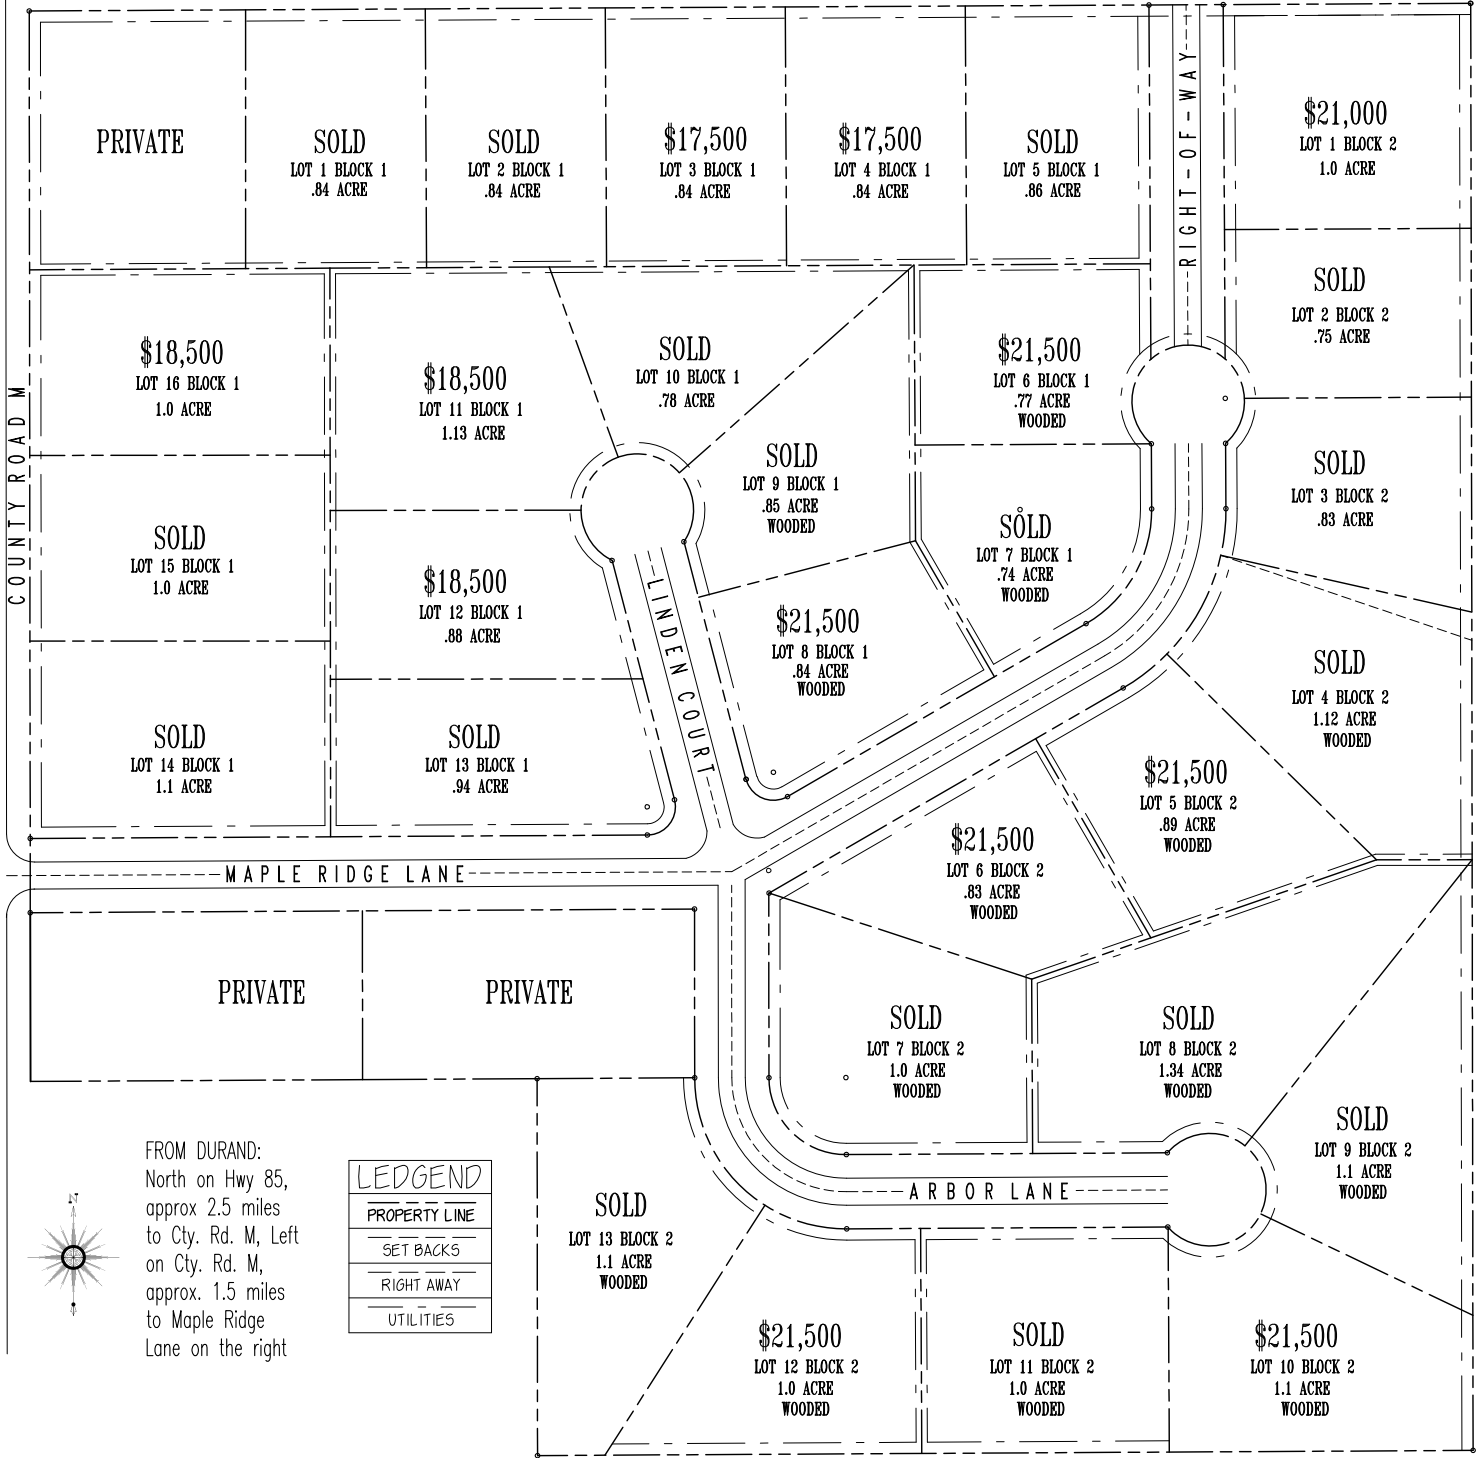 PRIVATE
SOLD
LOT 1 BLOCK 1
.84 ACRE
SOLD
LOT 2 BLOCK 1
.84 ACRE
$17,500
LOT 3 BLOCK 1
.84 ACRE
$17,500
LOT 4 BLOCK 1
.84 ACRE
SOLD
LOT 5 BLOCK 1
.86 ACRE
RIGHT-OF-WAY
$21,000
LOT 1 BLOCK 2
1.0 ACRE
SOLD
LOT 2 BLOCK 2
.75 ACRE
COUNTY ROAD M
$18,500
LOT 16 BLOCK 1
1.0 ACRE
$18,500
LOT 11 BLOCK 1
1.13 ACRE
SOLD
LOT 10 BLOCK 1
.78 ACRE
$21,500
LOT 6 BLOCK 1
.77 ACRE
WOODED
SOLD
LOT 9 BLOCK 1
.85 ACRE
WOODED
SOLD
LOT 3 BLOCK 2
.83 ACRE
SOLD
LOT 15 BLOCK 1
1.0 ACRE
$18,500
LOT 12 BLOCK 1
.88 ACRE
LINDEN COURT
SOLD
LOT 7 BLOCK 1
.74 ACRE
WOODED
$21,500
LOT 8 BLOCK 1
.84 ACRE
WOODED
SOLD
LOT 4 BLOCK 2
1.12 ACRE
WOODED
SOLD
LOT 14 BLOCK 1
1.1 ACRE
SOLD
LOT 13 BLOCK 1
.94 ACRE
$21,500
LOT 5 BLOCK 2
.89 ACRE
WOODED
$21,500
LOT 6 BLOCK 2
.83 ACRE
WOODED
MAPLE RIDGE LANE
PRIVATE
PRIVATE
SOLD
LOT 7 BLOCK 2
1.0 ACRE
WOODED
SOLD
LOT 8 BLOCK 2
1.34 ACRE
WOODED
SOLD
LOT 9 BLOCK 2
1.1 ACRE
WOODED
ARBOR LANE
N
FROM DURAND:
North on Hwy 85,
approx 2.5 miles
to Cty. Rd. M, Left
on Cty. Rd. M,
approx. 1.5 miles
to Maple Ridge
Lane on the right
LEDGEND
PROPERTY LINE
SET BACKS
RIGHT AWAY
UTILITIES
SOLD
LOT 13 BLOCK 2
1.1 ACRE
WOODED
$21,500
LOT 12 BLOCK 2
1.0 ACRE
WOODED
SOLD
LOT 11 BLOCK 2
1.0 ACRE
WOODED
$21,500
LOT 10 BLOCK 2
1.1 ACRE
WOODED